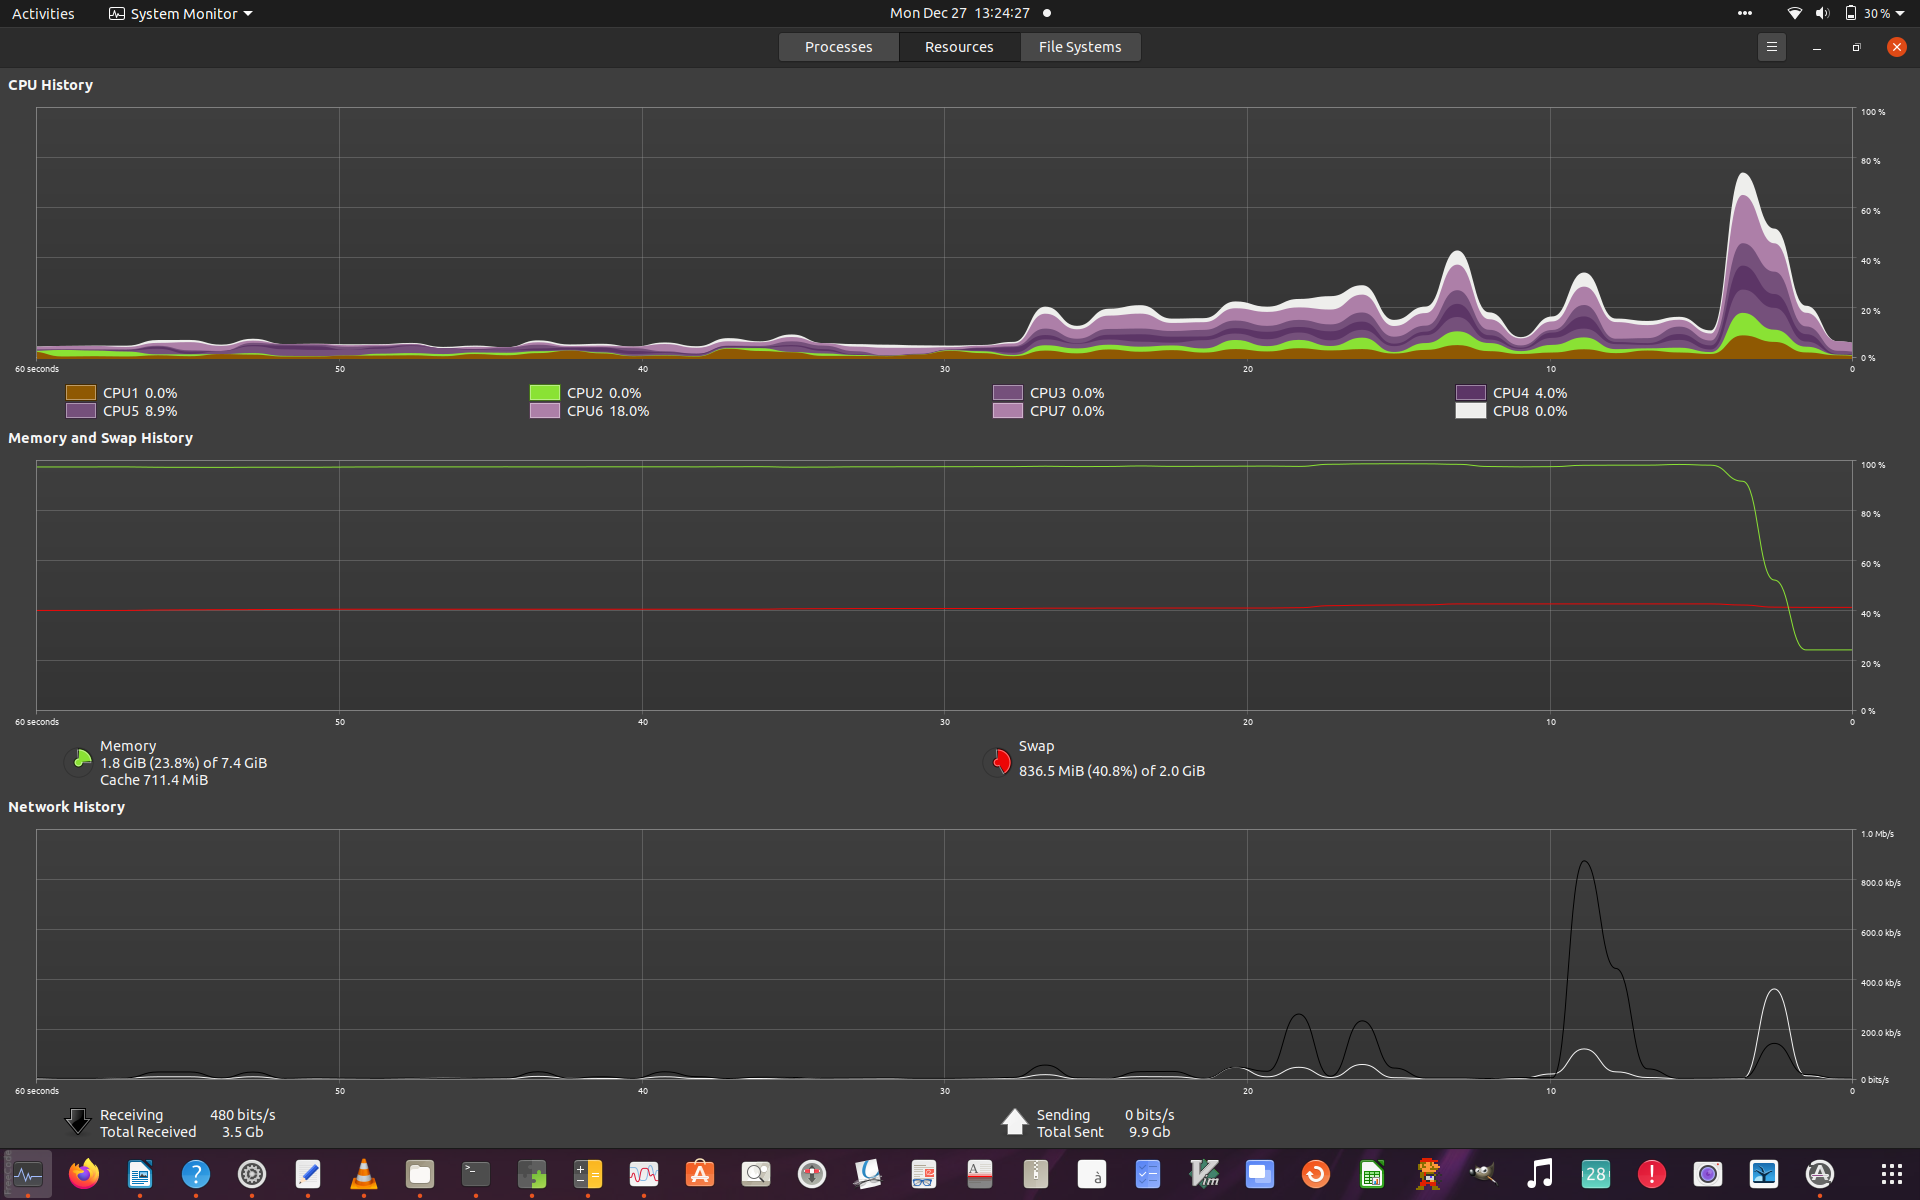 Activities System Monitor Mon Dec 27 13:24:27 30 %
Processes Resources File Systems
CPU History
100 %
80 %
60 %
40 %
20 %
0 %
60 seconds 50 40 30 20 10 0
CPU1 0.0% CPU2 0.0% CPU3 0.0% CPU4 4.0%
CPU5 8.9% CPU6 18.0% CPU7 0.0% CPU8 0.0%
Memory and Swap History
100 %
80 %
60 %
40 %
20 %
0 %
60 seconds 50 40 30 20 10 0
Memory
1.8 GiB (23.8%) of 7.4 GiB
Cache 711.4 MiB
Swap
836.5 MiB (40.8%) of 2.0 GiB
Network History
1.0 Mb/s
800.0 kb/s
600.0 kb/s
400.0 kb/s
200.0 kb/s
0 bits/s
60 seconds 50 40 30 20 10 0
Receiving 480 bits/s
Total Received 3.5 Gb
Sending 0 bits/s
Total Sent 9.9 Gb
28